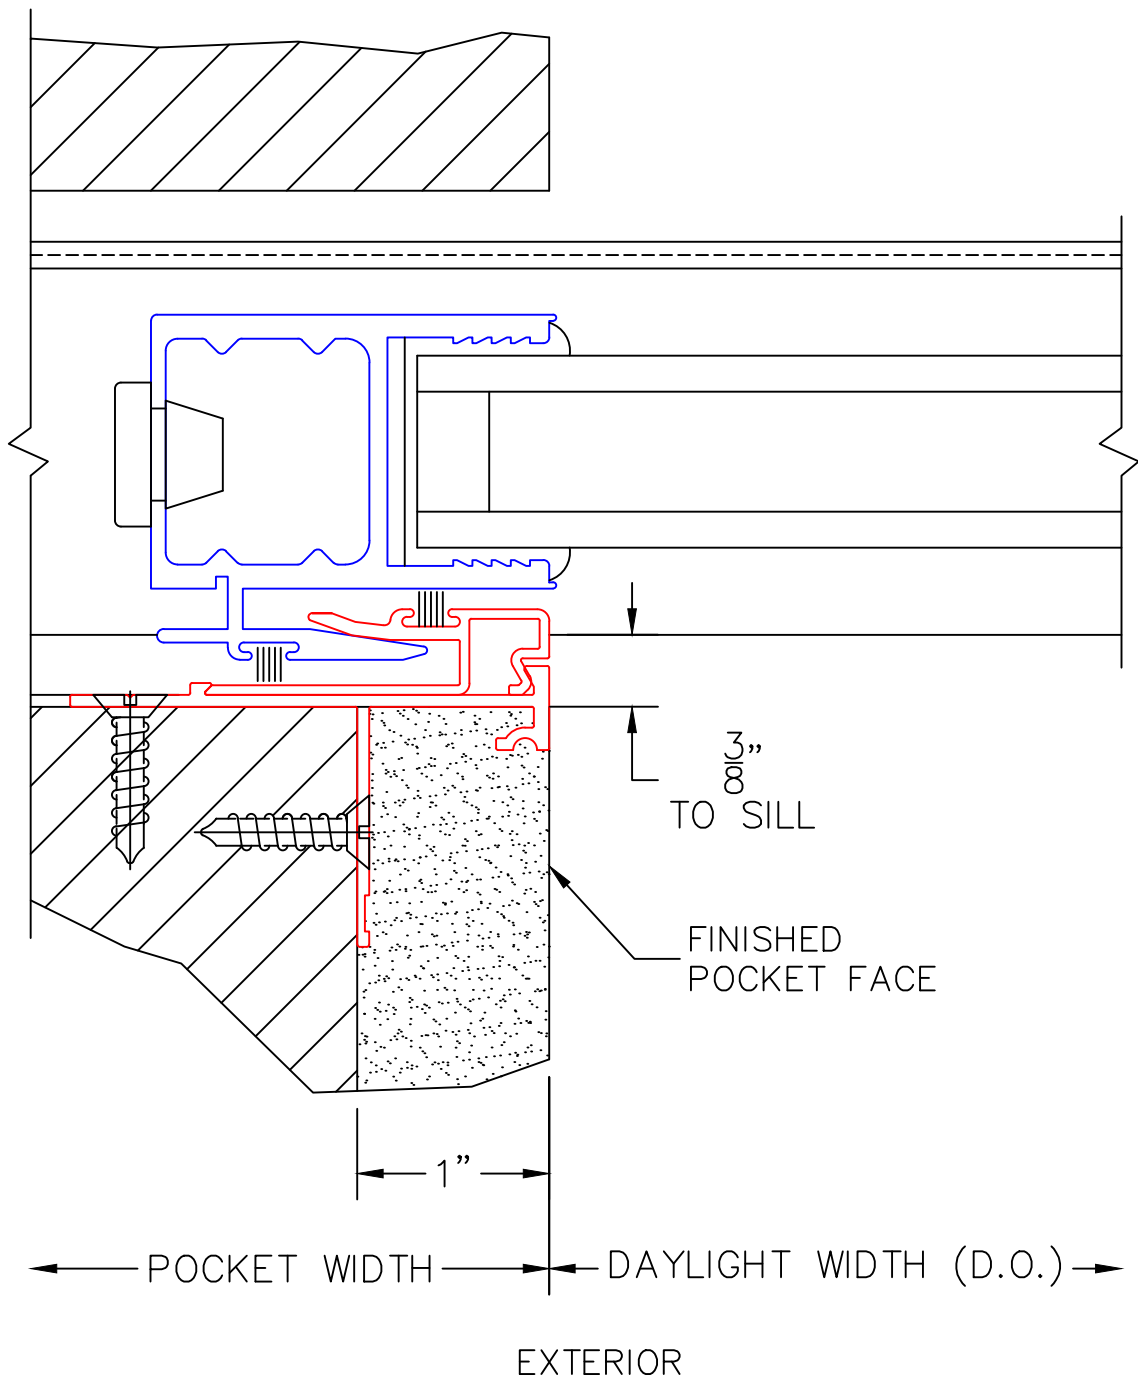 3"
8
TO SILL
FINISHED
POCKET FACE
1"
POCKET WIDTH
DAYLIGHT WIDTH (D.O.)
EXTERIOR